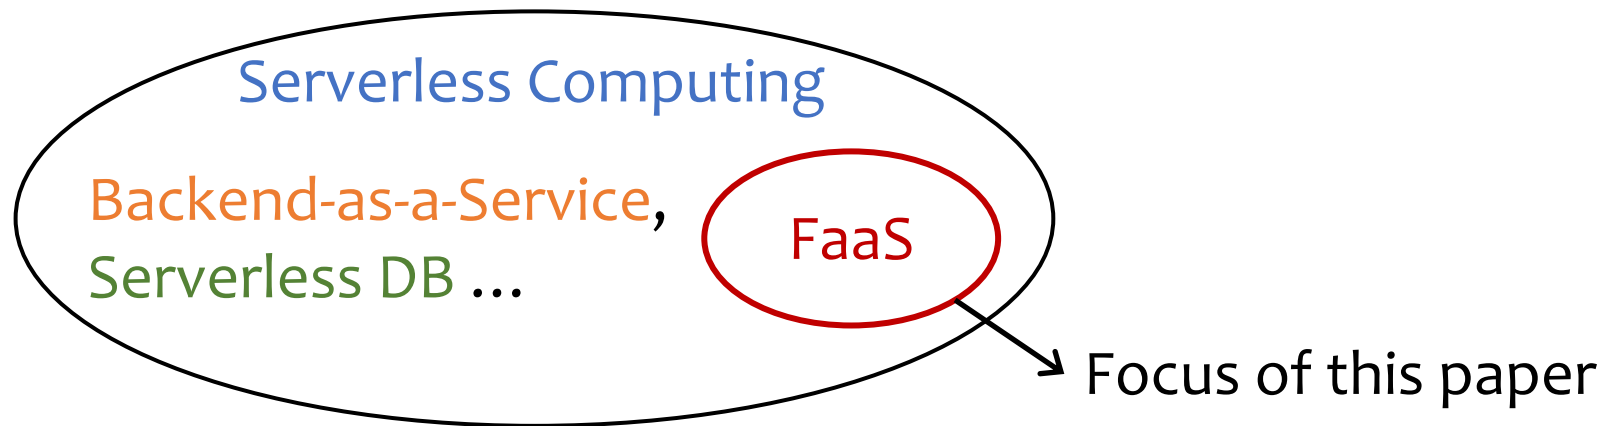 Serverless Computing
Backend-as-a-Service,
Serverless DB ...
FaaS
Focus of this paper